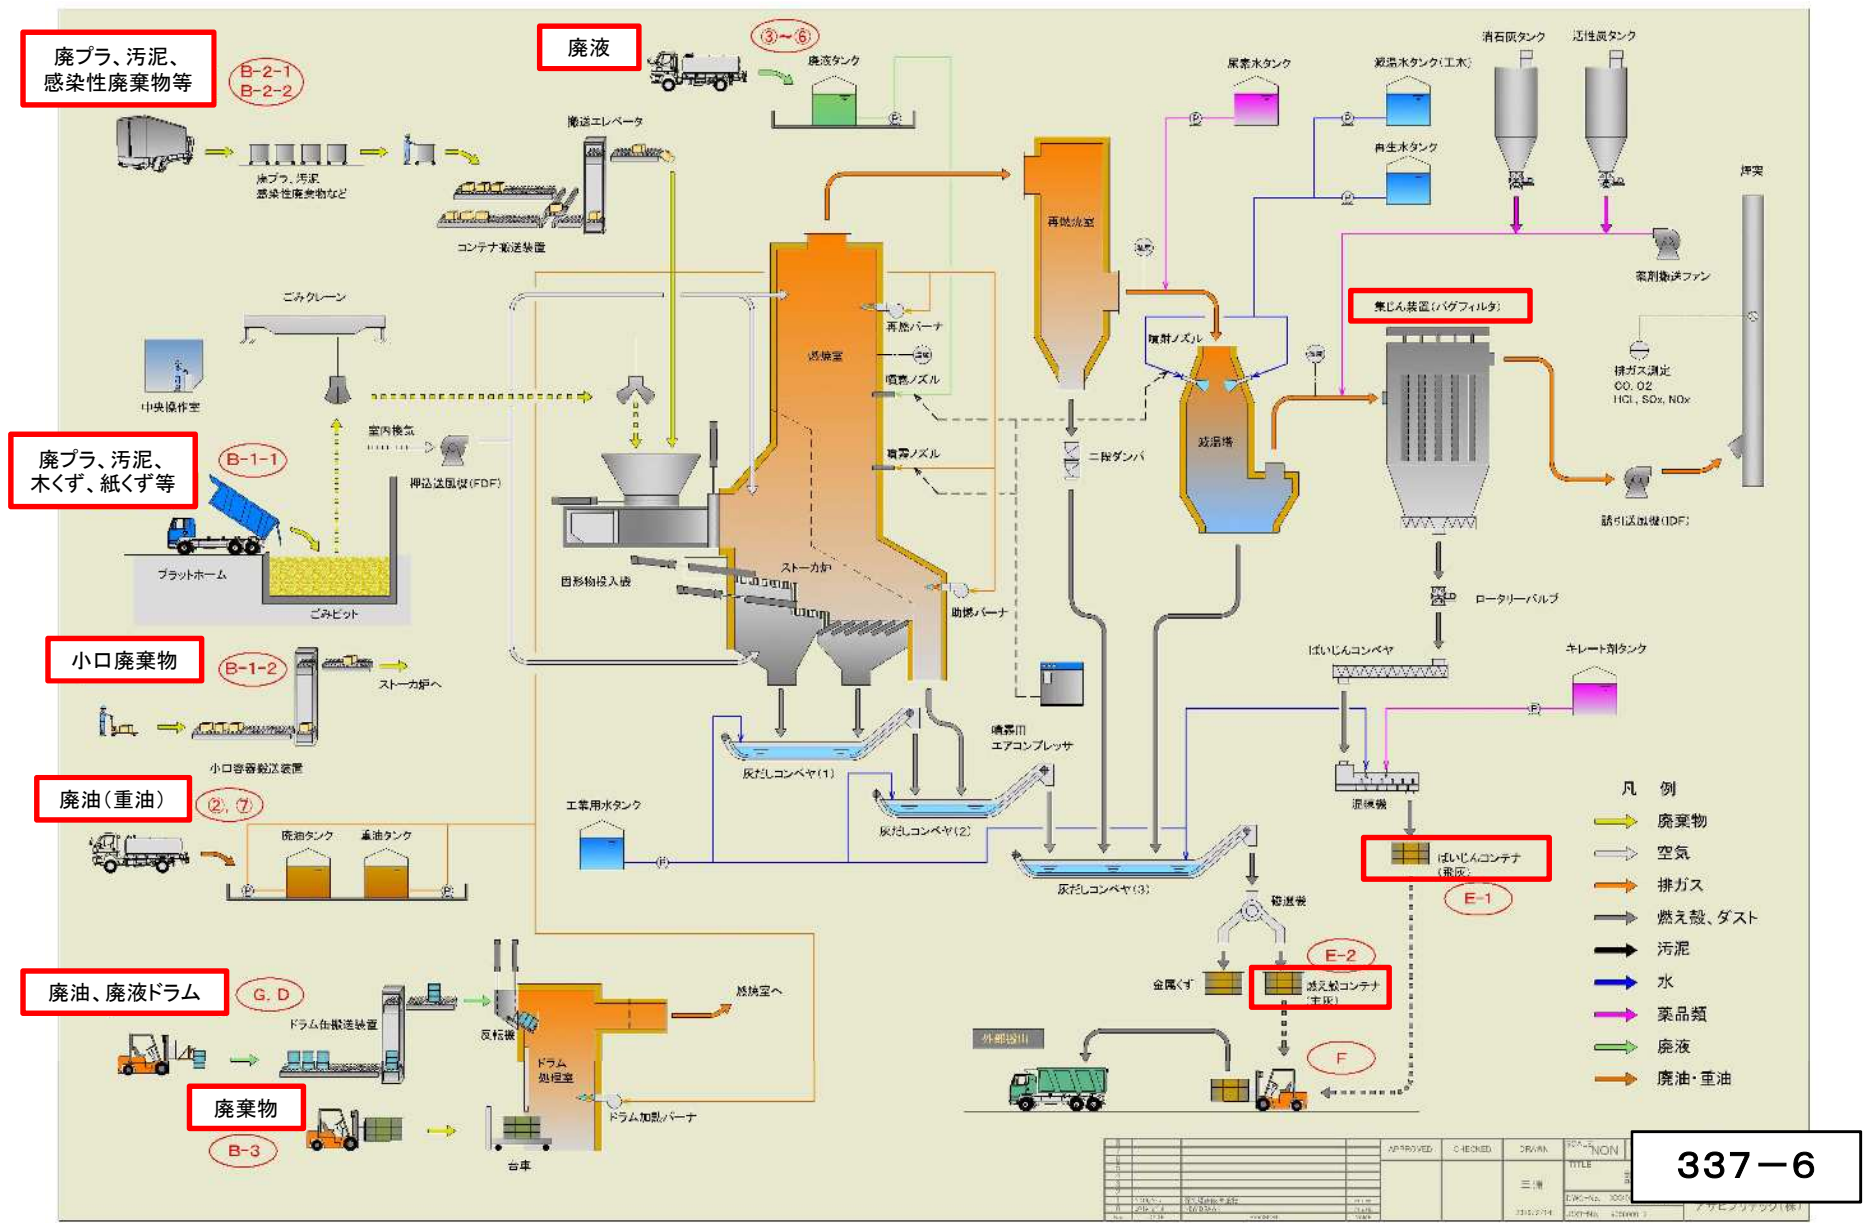 廃プラ、汚泥、
感染性廃棄物等
B-2-1
B-2-2
廃液
③～⑥
廃液タンク
尿素水タンク
減温水タンク(工水)
消石灰タンク
活性炭タンク
再生水タンク
煙突
搬送エレベータ
廃プラ、汚泥
感染性廃棄物など
コンテナ搬送装置
再燃焼室
温度
薬剤搬送ファン
ごみクレーン
集じん装置(バグフィルタ)
再燃バーナ
燃焼室
温度
噴射ノズル
温度
排ガス測定
CO, O2
HCL, SOx, NOx
中央操作室
噴霧ノズル
室内換気
廃プラ、汚泥、
木くず、紙くず等
B-1-1
押込送風機(FDF)
噴霧ノズル
二段ダンパ
減温塔
誘引送風機(IDF)
プラットホーム
ごみピット
固形物投入機
ストーカ炉
助燃バーナ
ロータリーバルブ
小口廃棄物
B-1-2
ストーカ炉へ
ばいじんコンベヤ
キレート剤タンク
小口容器搬送装置
噴霧用
エアコンプレッサ
灰だしコンベヤ(1)
混練機
廃油(重油)
②, ⑦
廃油タンク
重油タンク
工業用水タンク
灰だしコンベヤ(2)
灰だしコンベヤ(3)
ばいじんコンテナ
(飛灰)
E-1
磁選機
E-2
金属くず
燃え殻コンテナ
(主灰)
凡 例
廃棄物
空気
排ガス
燃え殻、ダスト
汚泥
水
薬品類
廃液
廃油・重油
廃油、廃液ドラム
G, D
ドラム缶搬送装置
反転機
燃焼室へ
外部搬出
F
ドラム
処理室
廃棄物
B-3
ドラム加熱バーナ
台車
APPROVED
CHECKED
DRAWN
SCALE
NON
TITLE
三浦
337－6